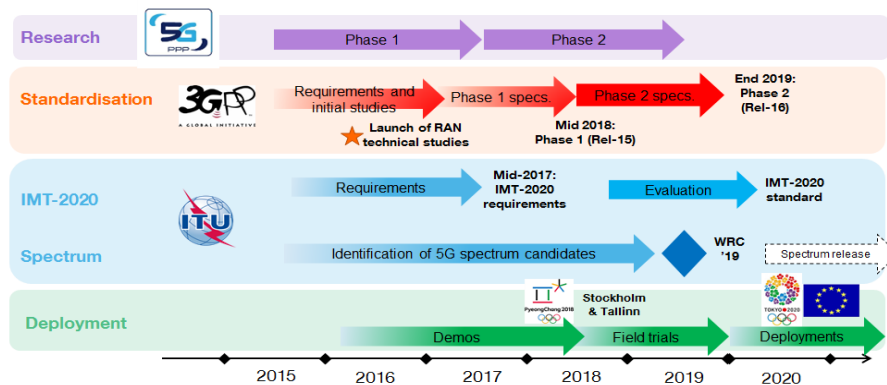 Research
5G
PPP
Phase 1
Phase 2
Standardisation
3GPP
A GLOBAL INITIATIVE
Requirements and
initial studies
Phase 1 specs.
Phase 2 specs.
End 2019:
Phase 2
(Rel-16)
Launch of RAN
technical studies
Mid 2018:
Phase 1 (Rel-15)
IMT-2020
ITU
Requirements
Mid-2017:
IMT-2020
requirements
Evaluation
IMT-2020
standard
Spectrum
Identification of 5G spectrum candidates
WRC
'19
Spectrum release
Deployment
PyeongChang 2018
Stockholm
& Tallinn
TOKYO 2020
Demos
Field trials
Deployments
2015
2016
2017
2018
2019
2020